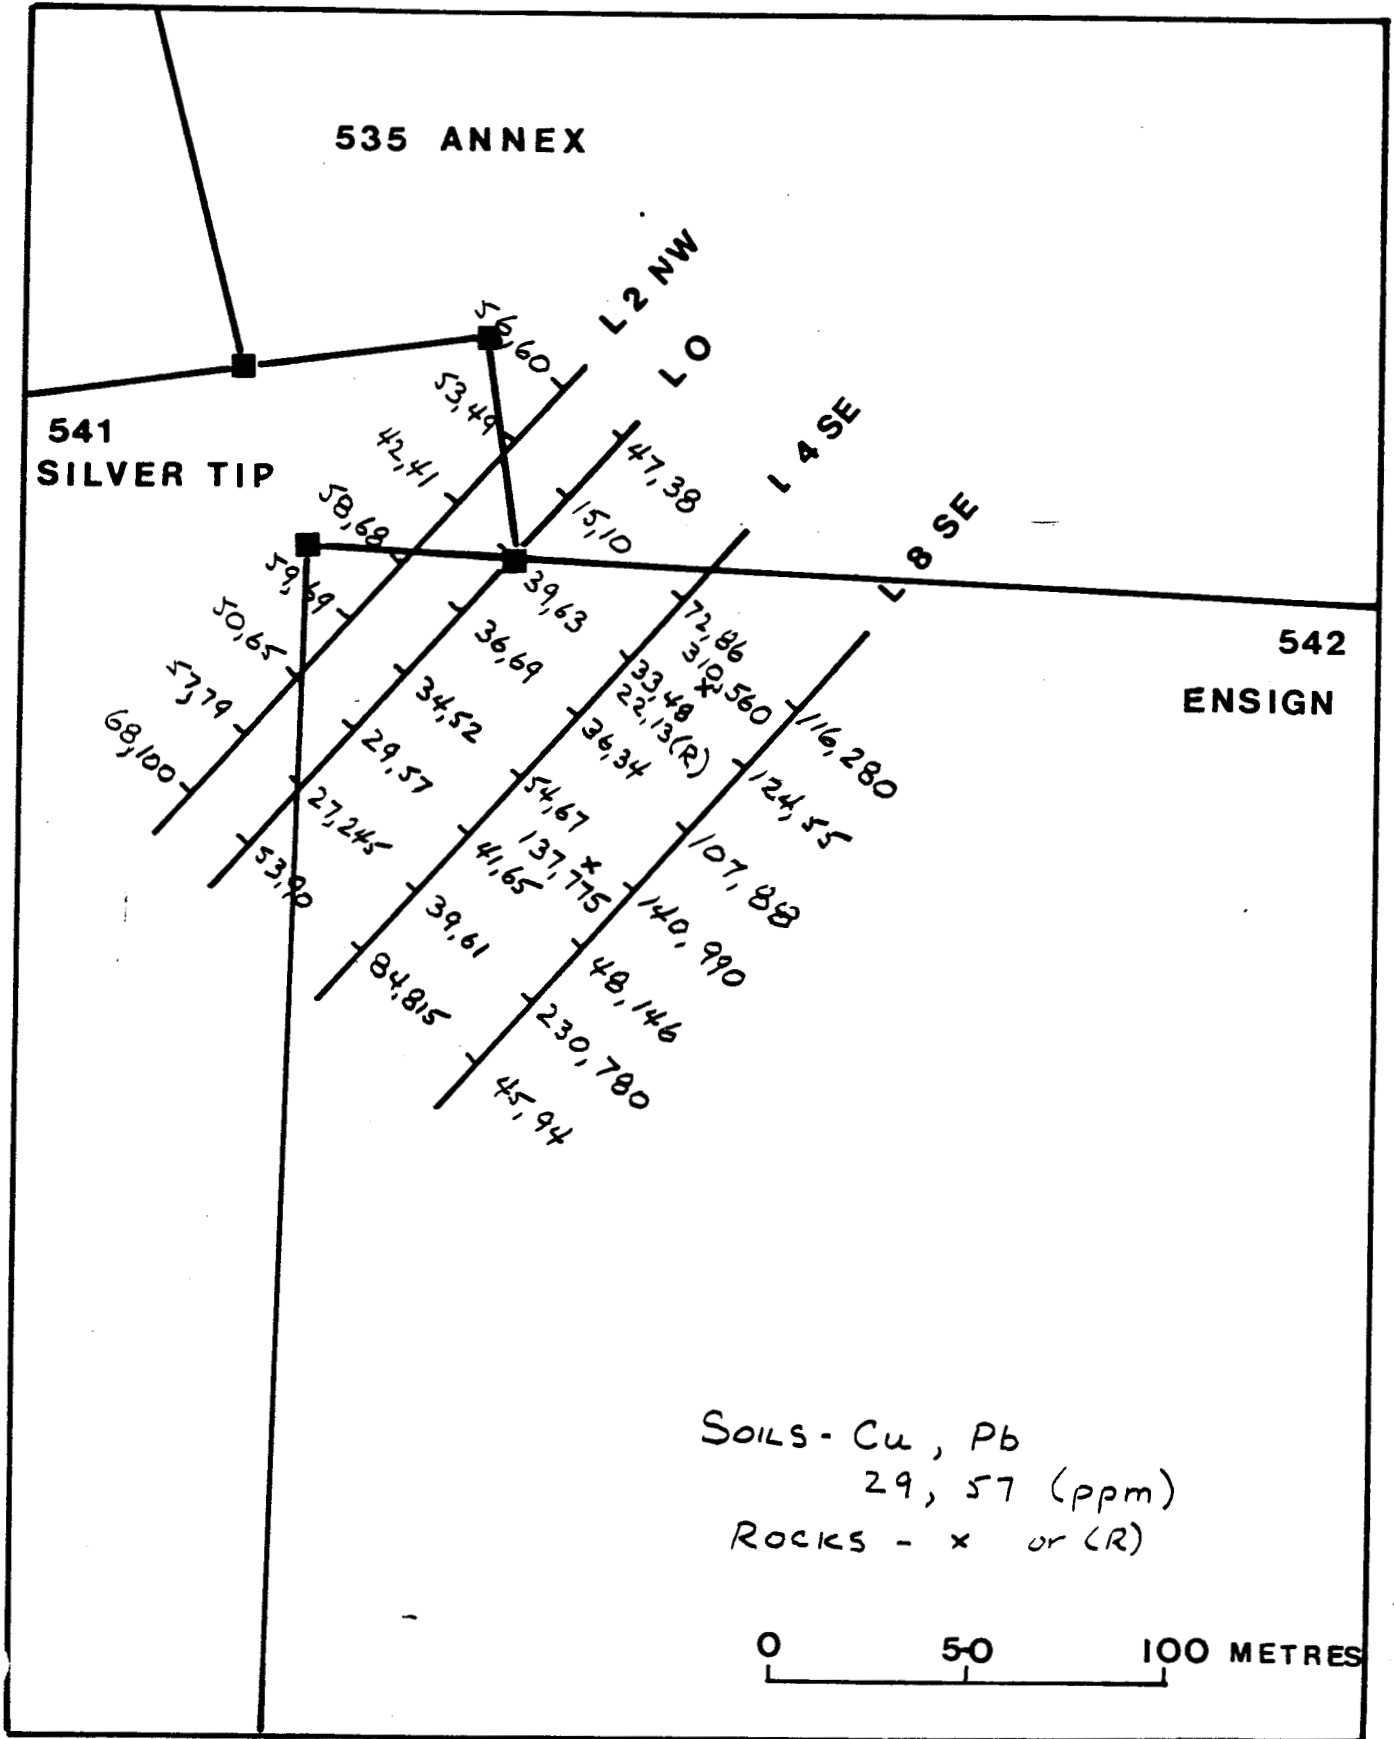 535 ANNEX
L 2 NW
L O
L 4 SE
L 8 SE
541
SILVER TIP
542
ENSIGN
56,60
53,49
42,41
58,68
59,69
50,65
57,79
68,100
47,38
15,10
39,63
36,69
34,52
29,57
27,245
53,90
72,86
310,560
x
33,48
22,13(R)
36,34
54,67
137,775
x
41,65
39,61
84,815
116,280
124,55
107,88
140,990
48,146
230,780
45,94
SOILS - Cu, Pb
29, 57 (ppm)
ROCKS - x or (R)
0 50 100 METRES